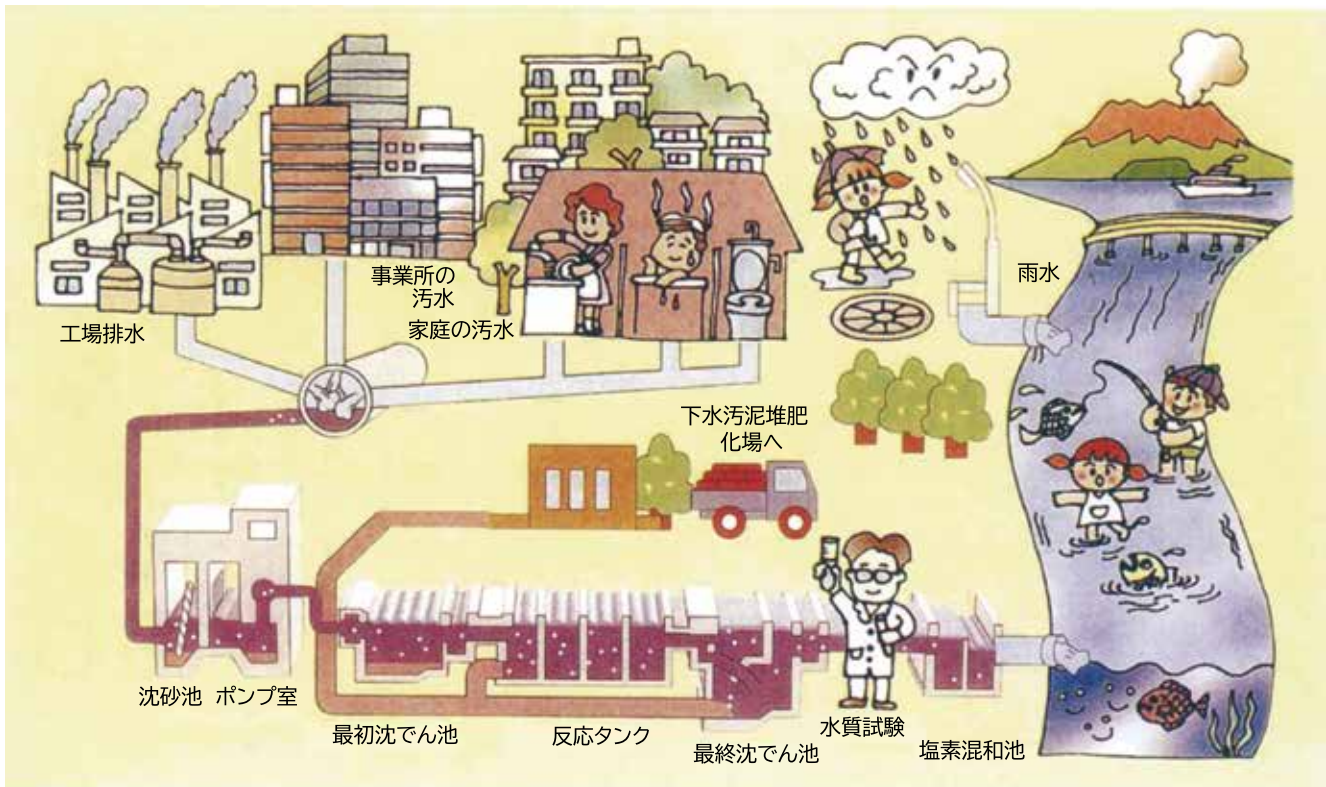 事業所の
汚水
雨水
工場排水
家庭の汚水
下水汚泥堆肥
化場へ
沈砂池
ポンプ室
最初沈でん池
反応タンク
最終沈でん池
水質試験
塩素混和池